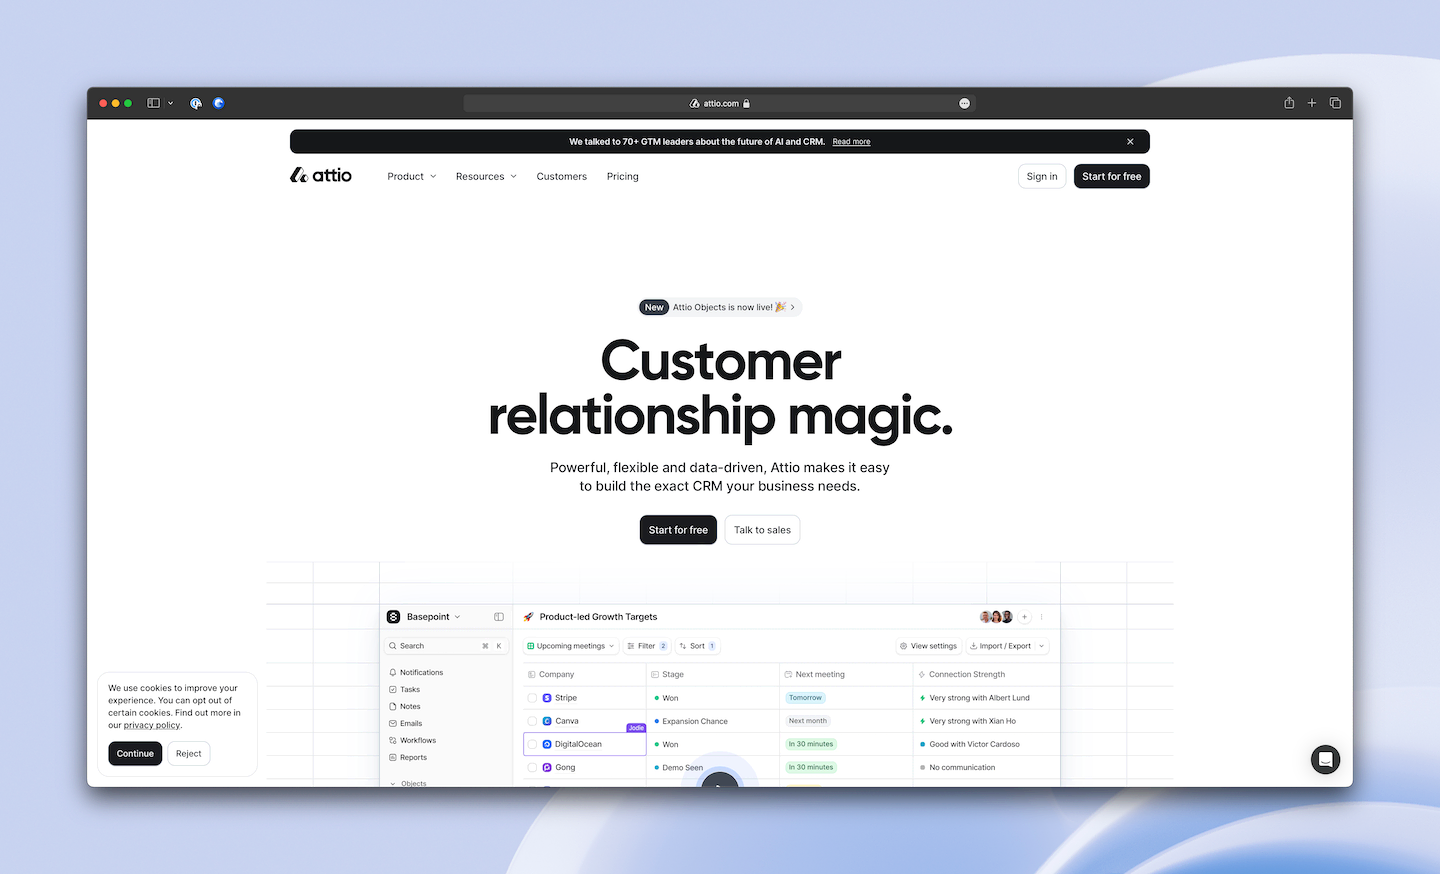 attio.com
We talked to 70+ GTM leaders about the future of AI and CRM. Read more
attio
Product
Resources
Customers
Pricing
Sign in
Start for free
New Attio Objects is now live! 🎉
Customer
relationship magic.
Powerful, flexible and data-driven, Attio makes it easy
to build the exact CRM your business needs.
Start for free
Talk to sales
Basepoint
Search ⌘ K
Notifications
Tasks
Notes
Emails
Workflows
Reports
Objects
🚀 Product-led Growth Targets
Upcoming meetings
Filter 2
Sort 1
View settings
Import / Export
Company Stage Next meeting Connection Strength
Stripe Won Tomorrow Very strong with Albert Lund
Canva Expansion Chance Next month Very strong with Xian Ho
Jodie
DigitalOcean Won In 30 minutes Good with Victor Cardoso
Gong Demo Seen In 30 minutes No communication
We use cookies to improve your
experience. You can opt out of
certain cookies. Find out more in
our privacy policy.
Continue
Reject